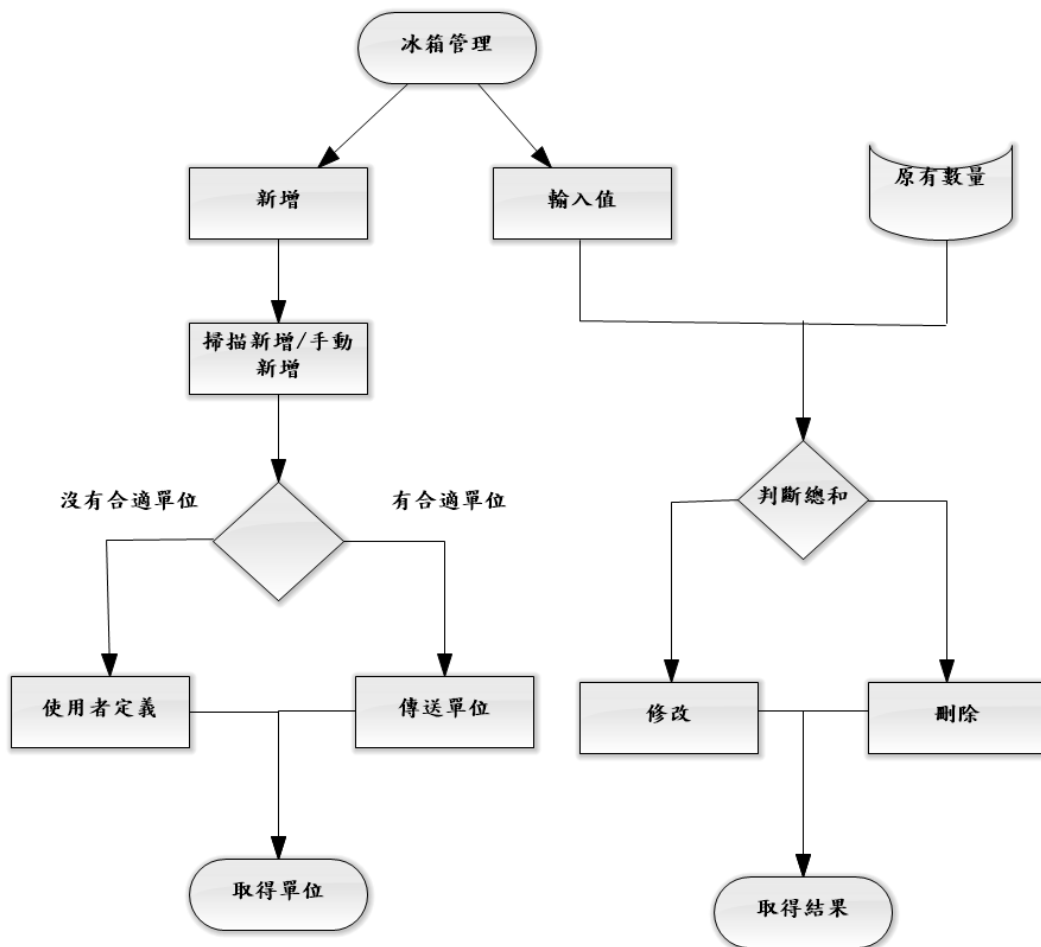 冰箱管理
新增
輸入值
原有數量
掃描新增/手動
新增
沒有合適單位
有合適單位
判斷總和
使用者定義
傳送單位
修改
刪除
取得單位
取得結果